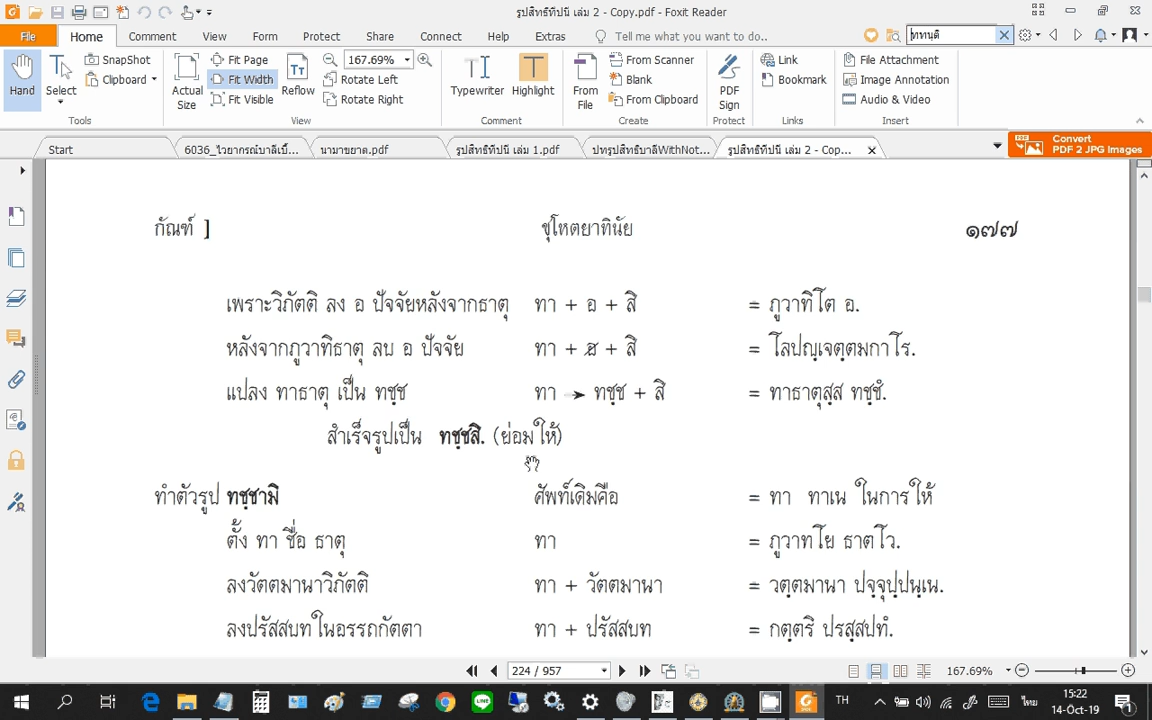 รูปสิทธิทีปนี เล่ม 2 - Copy.pdf - Foxit Reader
File Home Comment View Form Protect Share Connect Help Extras Tell me what you want to do..
Hand Select SnapShot Clipboard Actual Size Fit Page Fit Width Fit Visible Reflow 167.69% Rotate Left Rotate Right Typewriter Highlight From File From Scanner Blank From Clipboard PDF Sign Link Bookmark File Attachment Image Annotation Audio & Video
Tools View Comment Create Protect Links Insert
Start 6036_ไวยากรณ์บาลีเบื้... นามาขยาต.pdf รูปสิทธิทีปนี เล่ม 1.pdf ปทรูปสิทธิบาลีWithNot... รูปสิทธิทีปนี เล่ม 2 - Cop... Convert PDF 2 JPG Images
กัณฑ์ ] ชุโหตยาทินัย ๑๗๗
เพราะวิภัตติ ลง อ ปัจจัยหลังจากธาตุ ทา + อ + สิ = ภูวาทิโต อ.
หลังจากภูวาทิธาตุ ลบ อ ปัจจัย ทา + อ + สิ = โลปญฺเจตฺตมกาโร.
แปลง ทาธาตุ เป็น ทชฺช ทา ➛ ทชฺช + สิ = ทาธาตุสฺส ทชฺชํ.
สำเร็จรูปเป็น ทชฺชสิ. (ย่อมให้)
ทำตัวรูป ทชฺชามิ ศัพท์เดิมคือ = ทา ทาเน ในการให้
ตั้ง ทา ชื่อ ธาตุ ทา = ภูวาทโย ธาตโว.
ลงวัตตมานาวิภัตติ ทา + วัตตมานา = วตฺตมานา ปจฺจุปฺปนฺเน.
ลงปรัสสบทในอรรถกัตตา ทา + ปรัสสบท = กตฺตริ ปรสฺสปทํ.
224 / 957 167.69%
TH ไทย 15:22
14-Oct-19